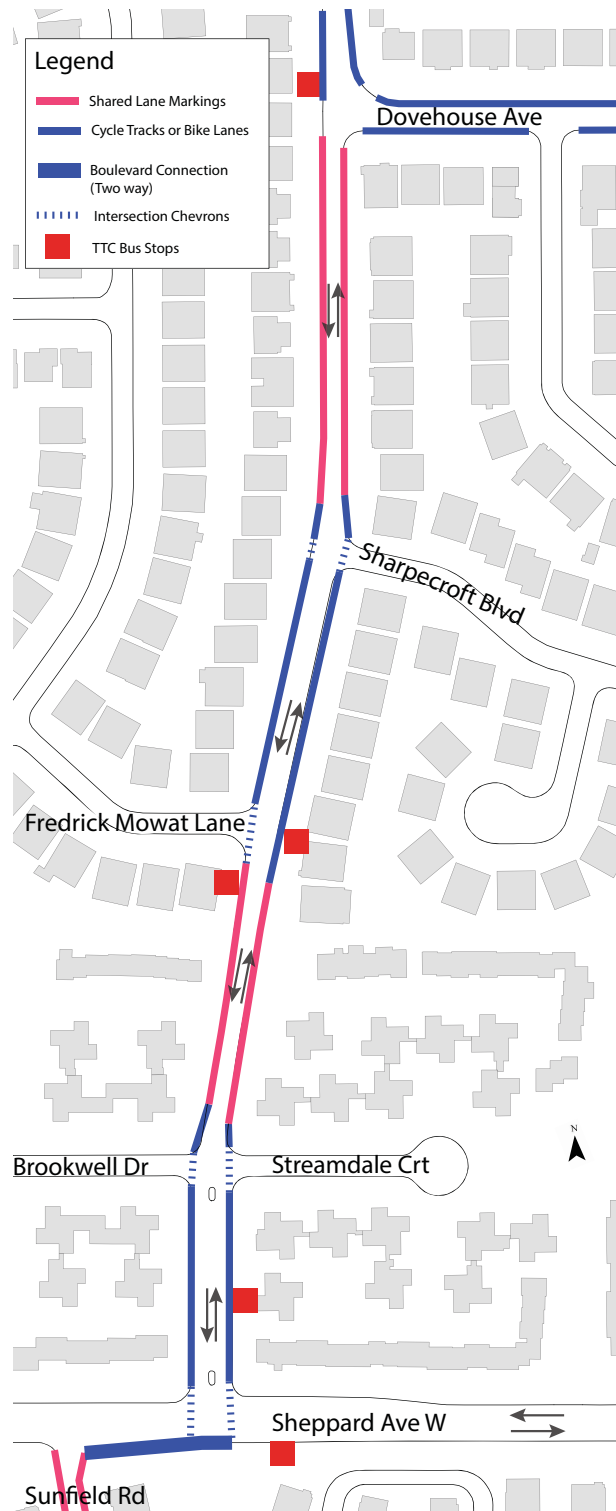 Legend
Shared Lane Markings
Cycle Tracks or Bike Lanes
Boulevard Connection
(Two way)
Intersection Chevrons
TTC Bus Stops
Dovehouse Ave
Sharpecroft Blvd
Fredrick Mowat Lane
N
Brookwell Dr
Streamdale Crt
Sheppard Ave W
Sunfield Rd